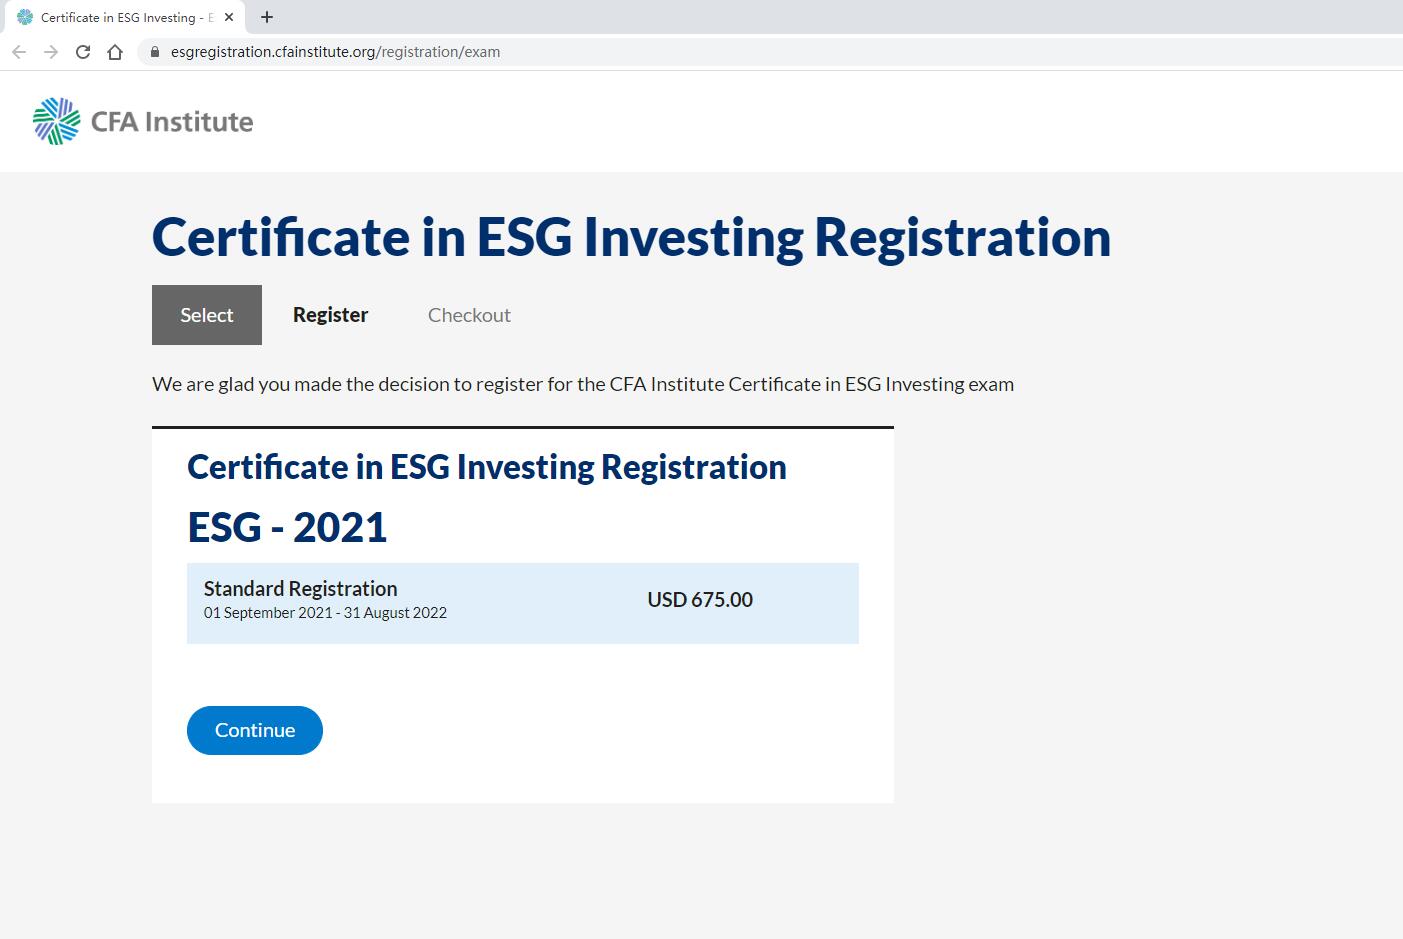 Certificate in ESG Investing - E
esgregistration.cfainstitute.org/registration/exam
CFA Institute
Certificate in ESG Investing Registration
Select Register Checkout
We are glad you made the decision to register for the CFA Institute Certificate in ESG Investing exam
Certificate in ESG Investing Registration
ESG - 2021
Standard Registration
01 September 2021 - 31 August 2022
USD 675.00
Continue